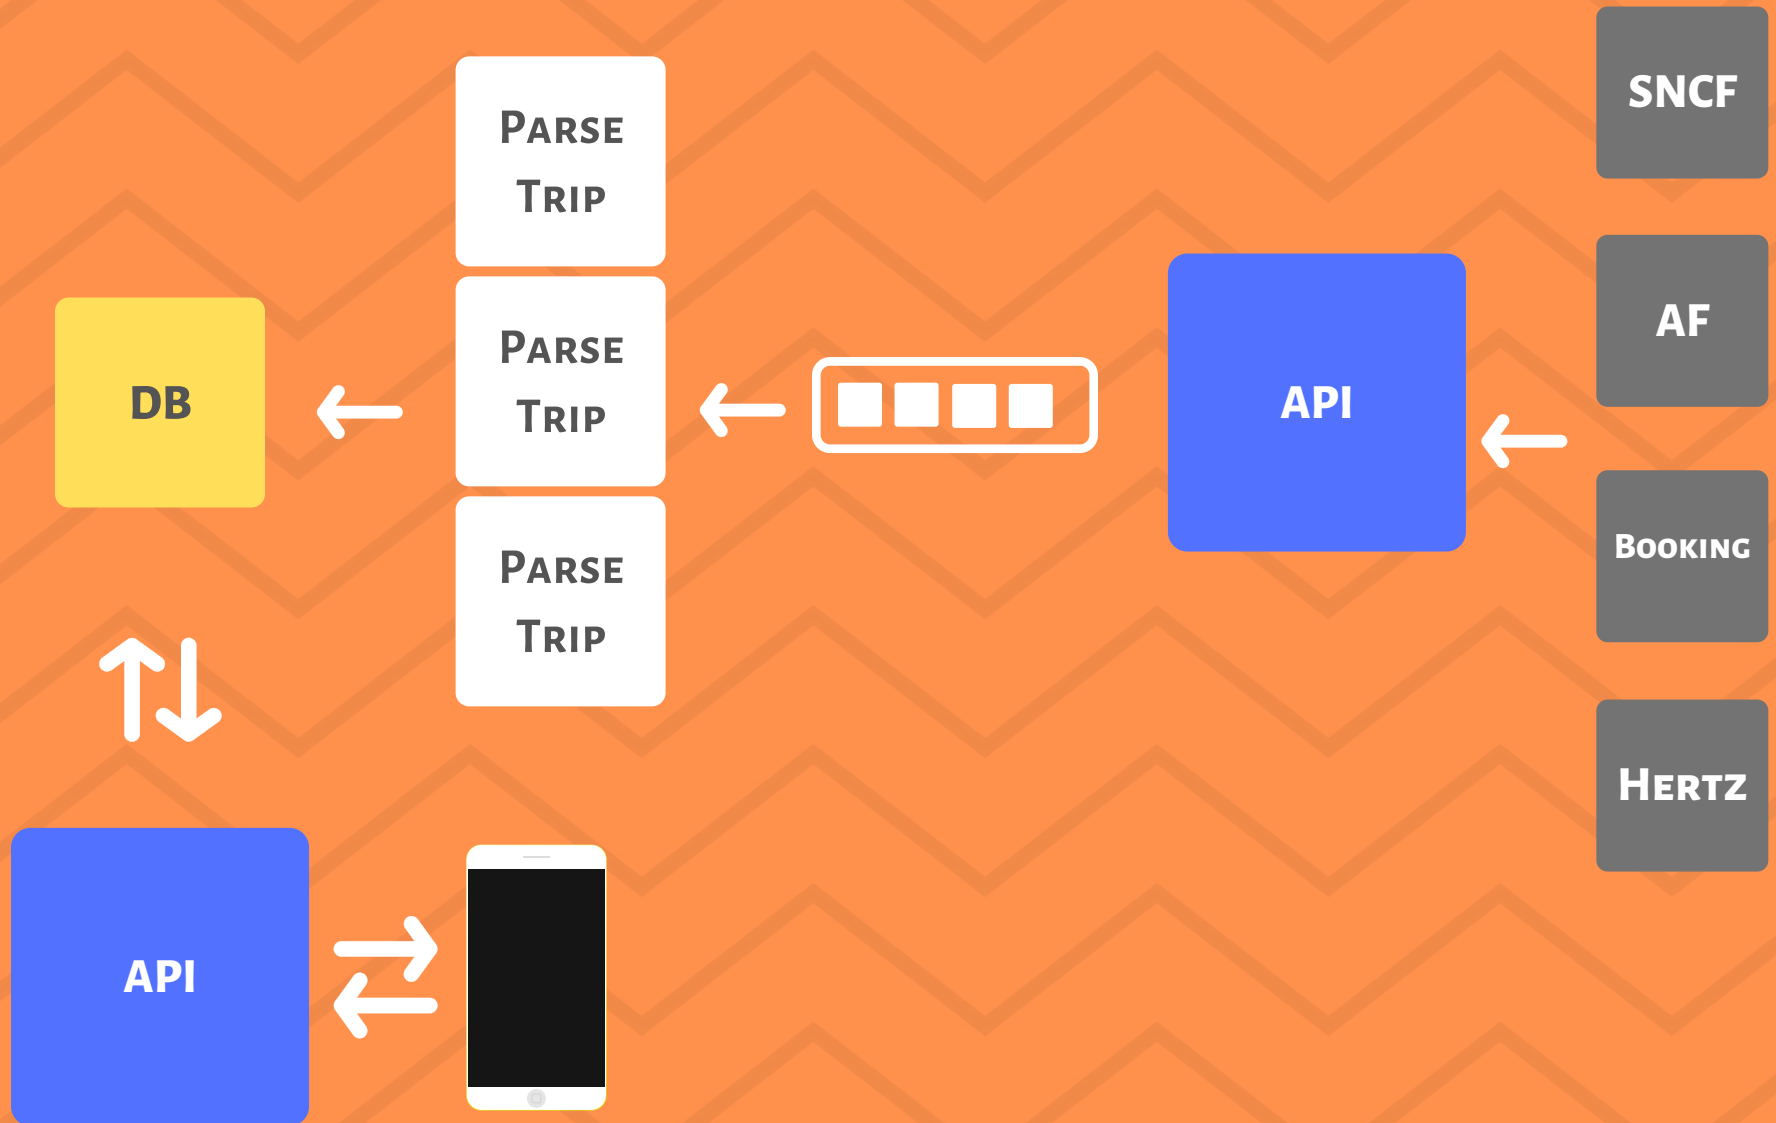 SNCF
Parse
Trip
AF
Parse
Trip
DB
API
Booking
Parse
Trip
Hertz
API